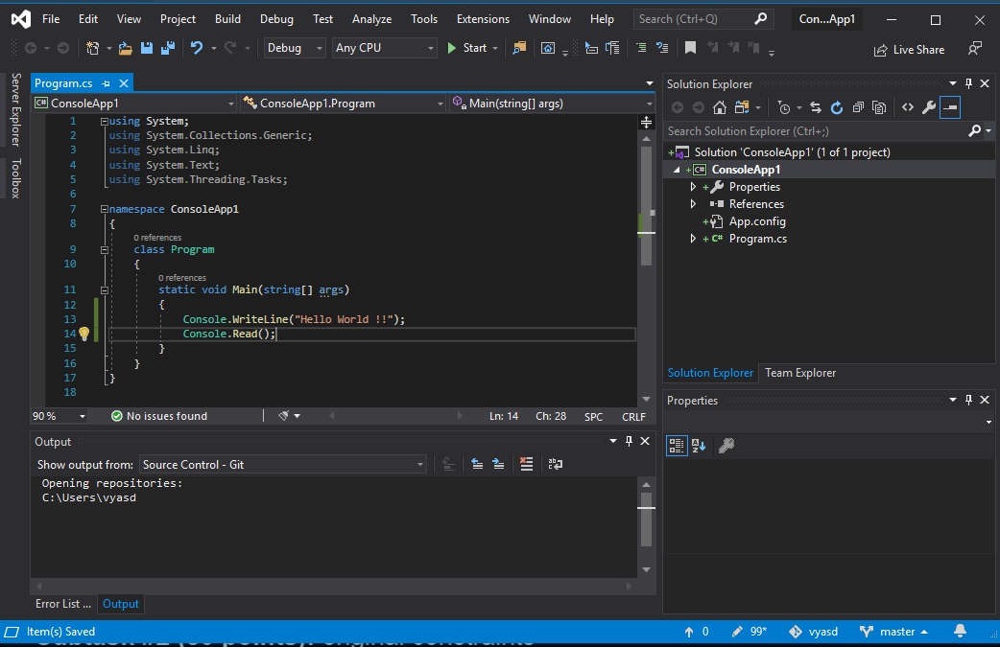 File Edit View Project Build Debug Test Analyze Tools Extensions Window Help Search (Ctrl+Q) Con...App1
Debug Any CPU Start Live Share
Server Explorer
Toolbox
Program.cs
C# ConsoleApp1 ConsoleApp1.Program Main(string[] args)
1 using System;
2 using System.Collections.Generic;
3 using System.Linq;
4 using System.Text;
5 using System.Threading.Tasks;
6
7 namespace ConsoleApp1
8 {
0 references
9 class Program
10 {
0 references
11 static void Main(string[] args)
12 {
13 Console.WriteLine("Hello World !!");
14 Console.Read();
15 }
16 }
17 }
18
90 % No issues found Ln: 14 Ch: 28 SPC CRLF
Output
Show output from: Source Control - Git
Opening repositories:
C:\Users\vyasd
Error List ... Output
Solution Explorer
Search Solution Explorer (Ctrl+;)
Solution 'ConsoleApp1' (1 of 1 project)
C# ConsoleApp1
Properties
References
App.config
C# Program.cs
Solution Explorer Team Explorer
Properties
Item(s) Saved 0 99* vyasd master